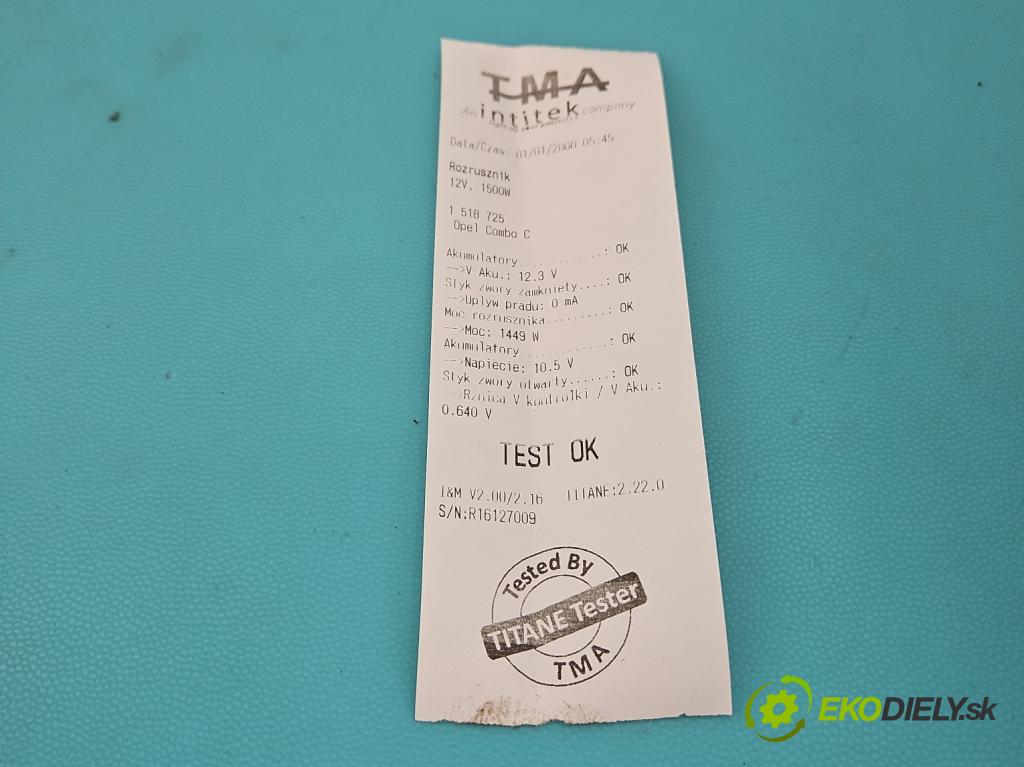 TMA
An intitek company
Data/Czas: 01/01/2000 05:45
Rozrusznik
12V, 1500W
1 518 725
Opel Combo C
Akumulatory............: OK
-->V Aku.: 12.3 V
Styk zwory zamkniety....: OK
-->Uplyw pradu: 0 mA
Moc rozrusznika.........: OK
-->Moc: 1449 W
Akumulatory ............: OK
-->Napiecie: 10.5 V
Styk zwory otwarty......: OK
-->Rznica V kontrolki / V Aku.:
0.640 V
TEST OK
I&M V2.00/2.16 TITANE:2.22.0
S/N:R16127009
Tested By
TITANE Tester
TMA
EKODIELY.sk